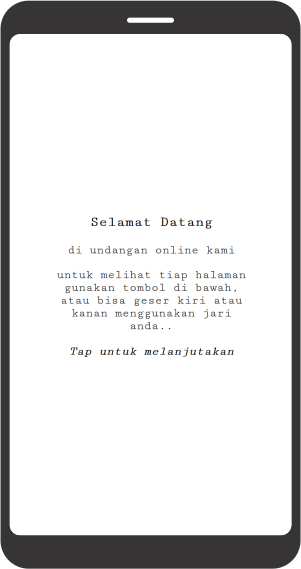 Selamat Datang
di undangan online kami
untuk melihat tiap halaman
gunakan tombol di bawah,
atau bisa geser kiri atau
kanan menggunakan jari
anda..
Tap untuk melanjutakan